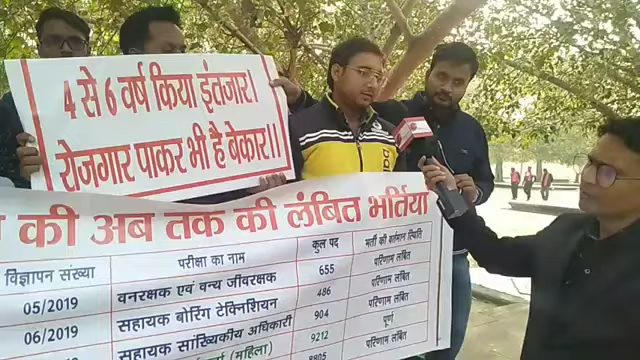 4 से 6 वर्ष किया इंतजार।
रोजगार पाकर भी है बेकार।।
की अब तक की लंबित भर्तिया
विज्ञापन संख्या परीक्षा का नाम कुल पद भर्ती की वर्तमान स्थिति
05/2019 वनरक्षक एवं वन्य जीवरक्षक 655 परिणाम लंबित
06/2019 सहायक बोरिंग टेक्निशियन 486 परिणाम लंबित
सहायक सांख्यिकीय अधिकारी 904 पूर्ण
(महिला) 9212 परिणाम लंबित
8805